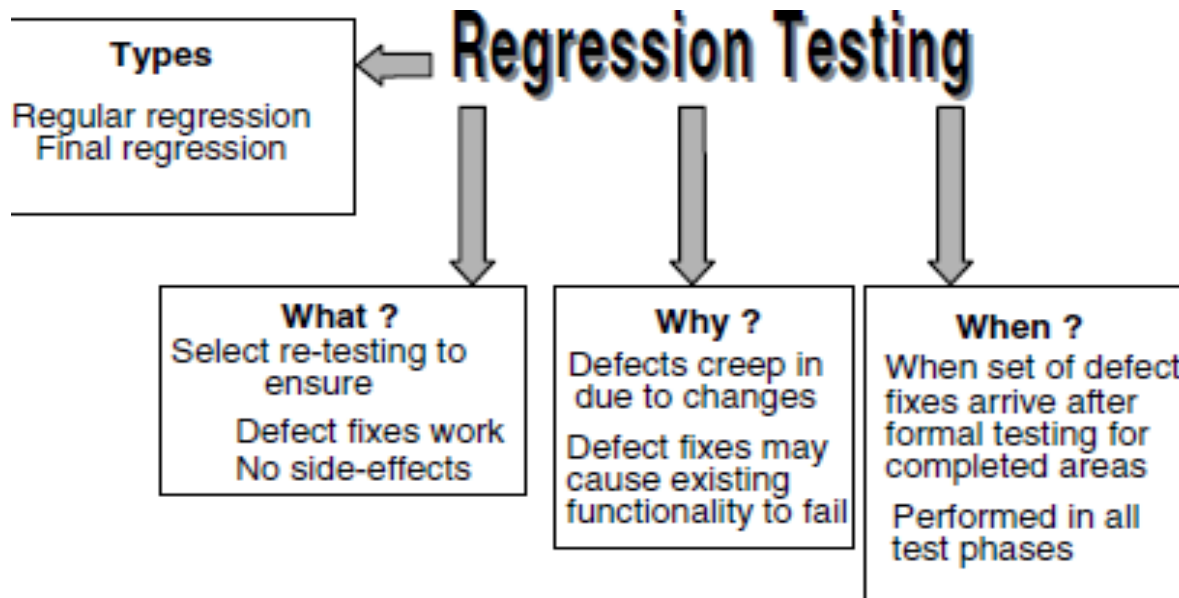 Regression Testing
Types
Regular regression
Final regression
What ?
Select re-testing to
ensure
Defect fixes work
No side-effects
Why ?
Defects creep in
due to changes
Defect fixes may
cause existing
functionality to fail
When ?
When set of defect
fixes arrive after
formal testing for
completed areas
Performed in all
test phases